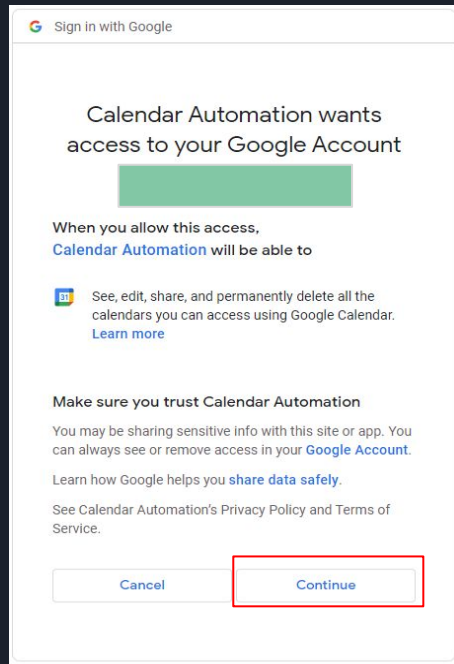 Sign in with Google
Calendar Automation wants
access to your Google Account
When you allow this access,
Calendar Automation will be able to
31
See, edit, share, and permanently delete all the
calendars you can access using Google Calendar.
Learn more
Make sure you trust Calendar Automation
You may be sharing sensitive info with this site or app. You
can always see or remove access in your Google Account.
Learn how Google helps you share data safely.
See Calendar Automation's Privacy Policy and Terms of
Service.
Cancel
Continue